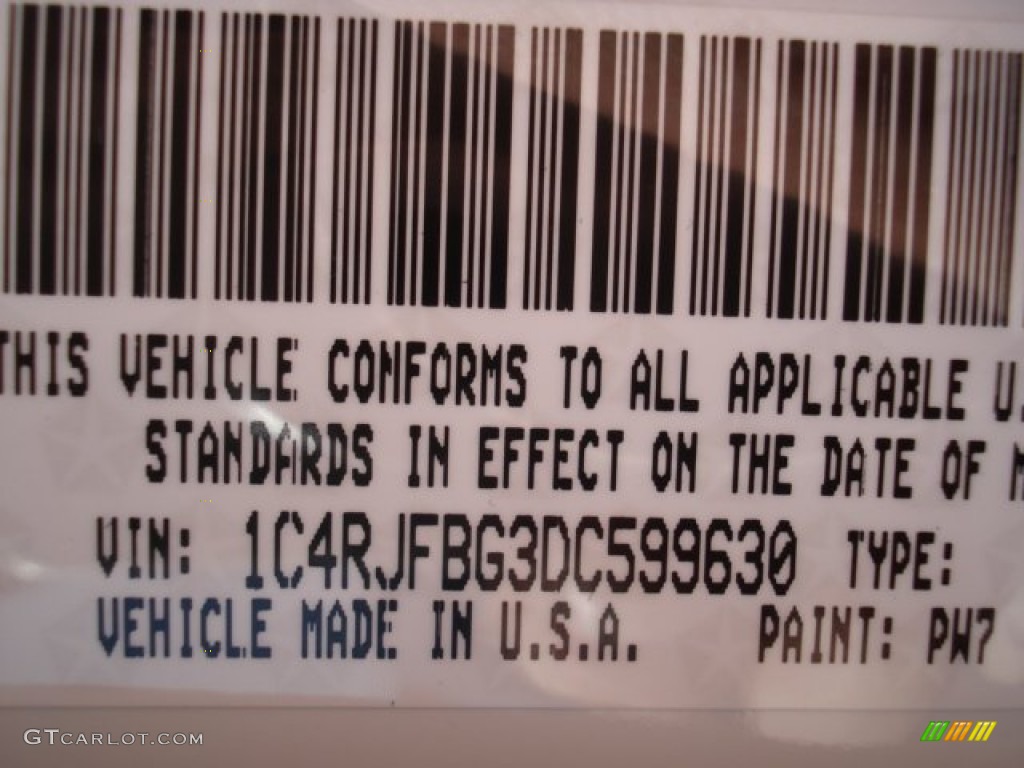 THIS VEHICLE CONFORMS TO ALL APPLICABLE U.
STANDARDS IN EFFECT ON THE DATE OF
VIN: 1C4RJFBG3DC599630 TYPE:
VEHICLE MADE IN U.S.A. PAINT: PW7
GTCARLOT.COM